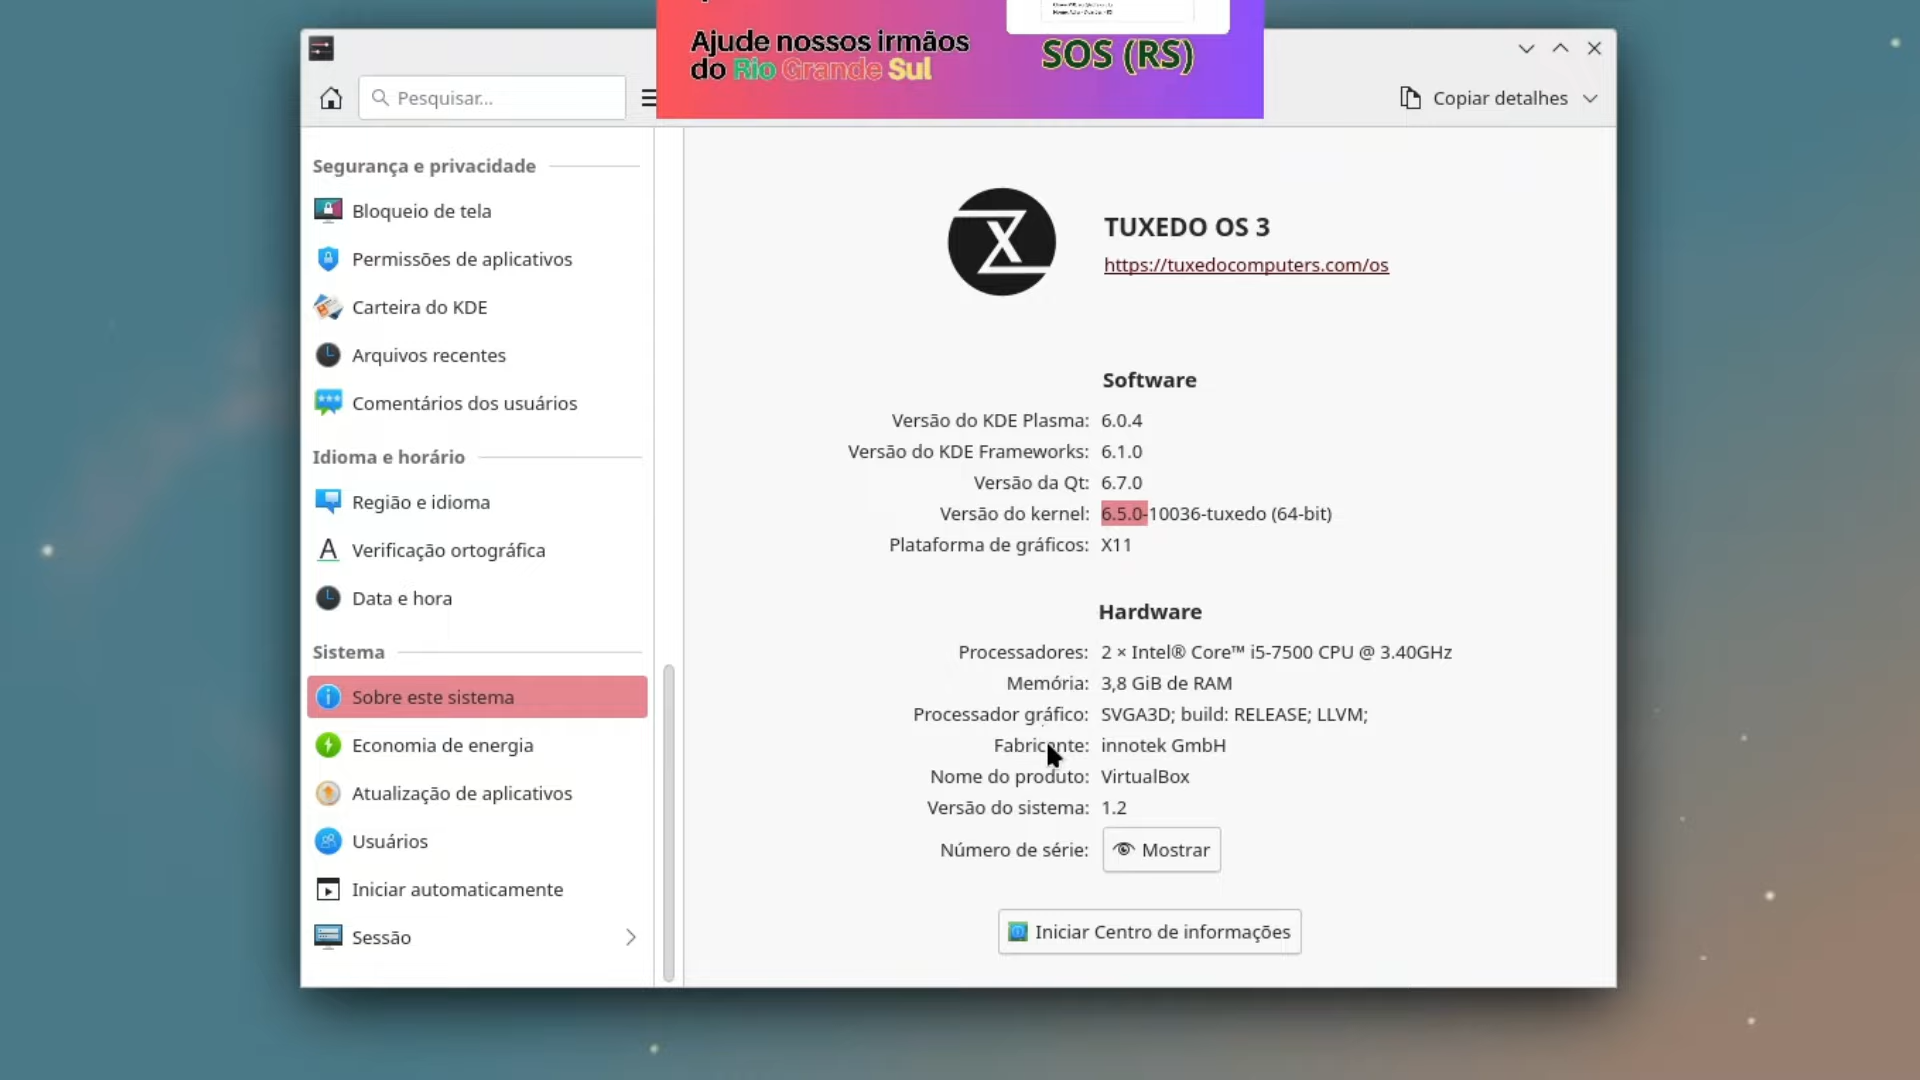 Ajude nossos irmãos
do Rio Grande Sul
SOS (RS)
Pesquisar...
Copiar detalhes
Segurança e privacidade
Bloqueio de tela
Permissões de aplicativos
Carteira do KDE
Arquivos recentes
Comentários dos usuários
Idioma e horário
Região e idioma
Verificação ortográfica
Data e hora
Sistema
Sobre este sistema
Economia de energia
Atualização de aplicativos
Usuários
Iniciar automaticamente
Sessão
TUXEDO OS 3
https://tuxedocomputers.com/os
Software
Versão do KDE Plasma: 6.0.4
Versão do KDE Frameworks: 6.1.0
Versão da Qt: 6.7.0
Versão do kernel: 6.5.0-10036-tuxedo (64-bit)
Plataforma de gráficos: X11
Hardware
Processadores: 2 × Intel® Core™ i5-7500 CPU @ 3.40GHz
Memória: 3,8 GiB de RAM
Processador gráfico: SVGA3D; build: RELEASE; LLVM;
Fabricante: innotek GmbH
Nome do produto: VirtualBox
Versão do sistema: 1.2
Número de série: Mostrar
Iniciar Centro de informações